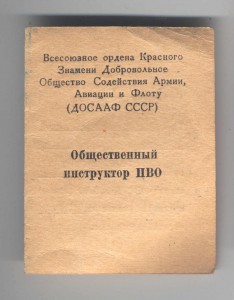 Всесоюзное ордена Красного
Знамени Добровольное
Общество Содействия Армии,
Авиации и Флоту
(ДОСААФ СССР)
Общественный
инструктор ПВО